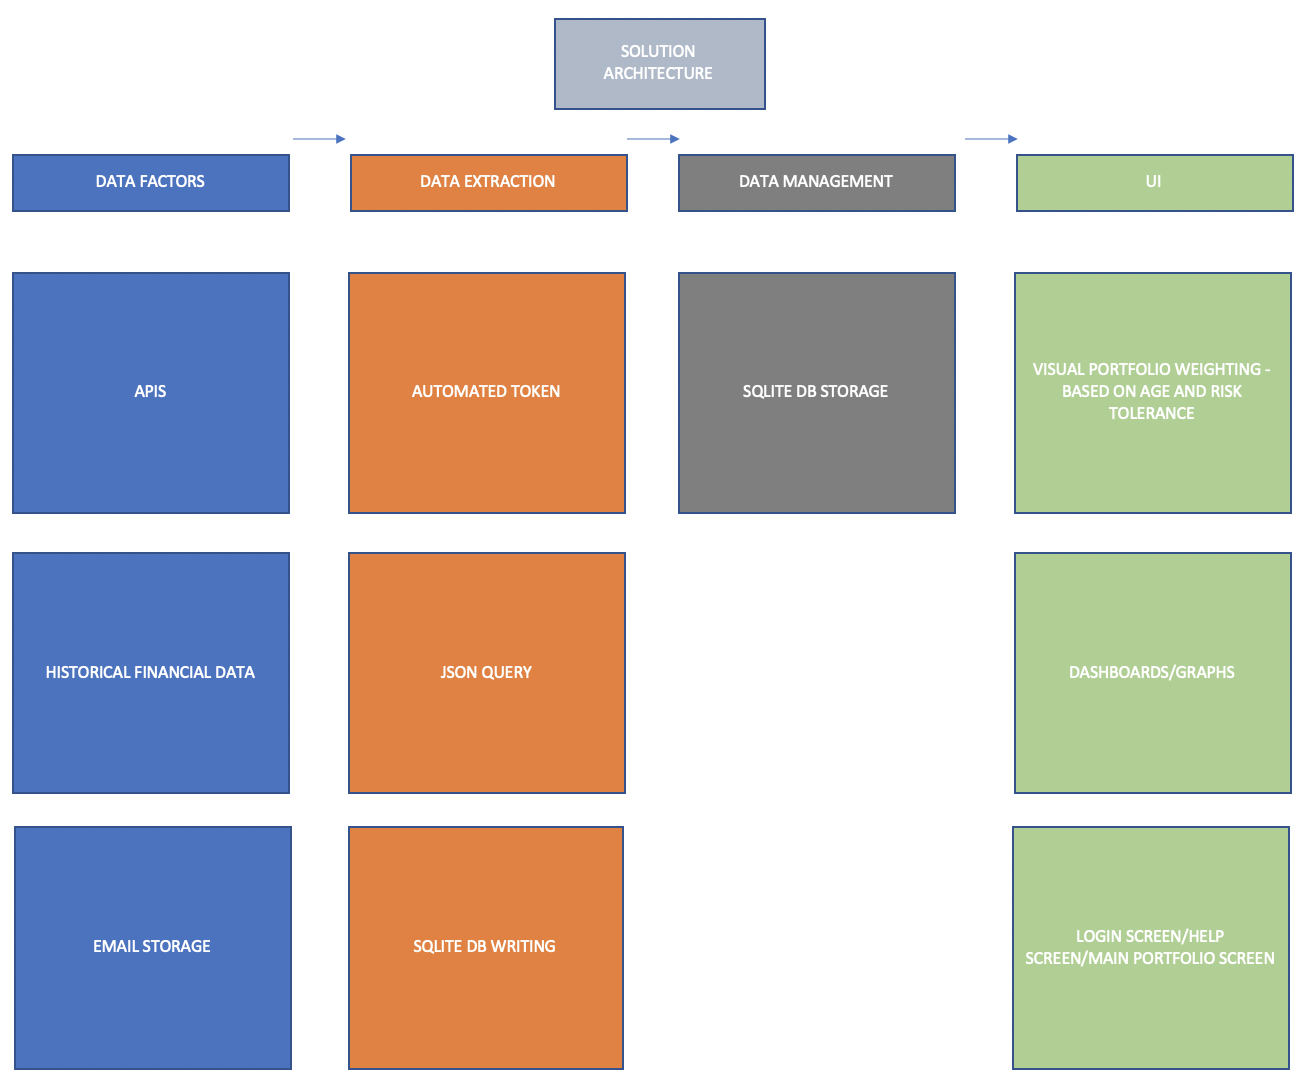 SOLUTION
ARCHITECTURE
DATA FACTORS
DATA EXTRACTION
DATA MANAGEMENT
UI
APIS
AUTOMATED TOKEN
SQLITE DB STORAGE
VISUAL PORTFOLIO WEIGHTING -
BASED ON AGE AND RISK
TOLERANCE
HISTORICAL FINANCIAL DATA
JSON QUERY
DASHBOARDS/GRAPHS
EMAIL STORAGE
SQLITE DB WRITING
LOGIN SCREEN/HELP
SCREEN/MAIN PORTFOLIO SCREEN